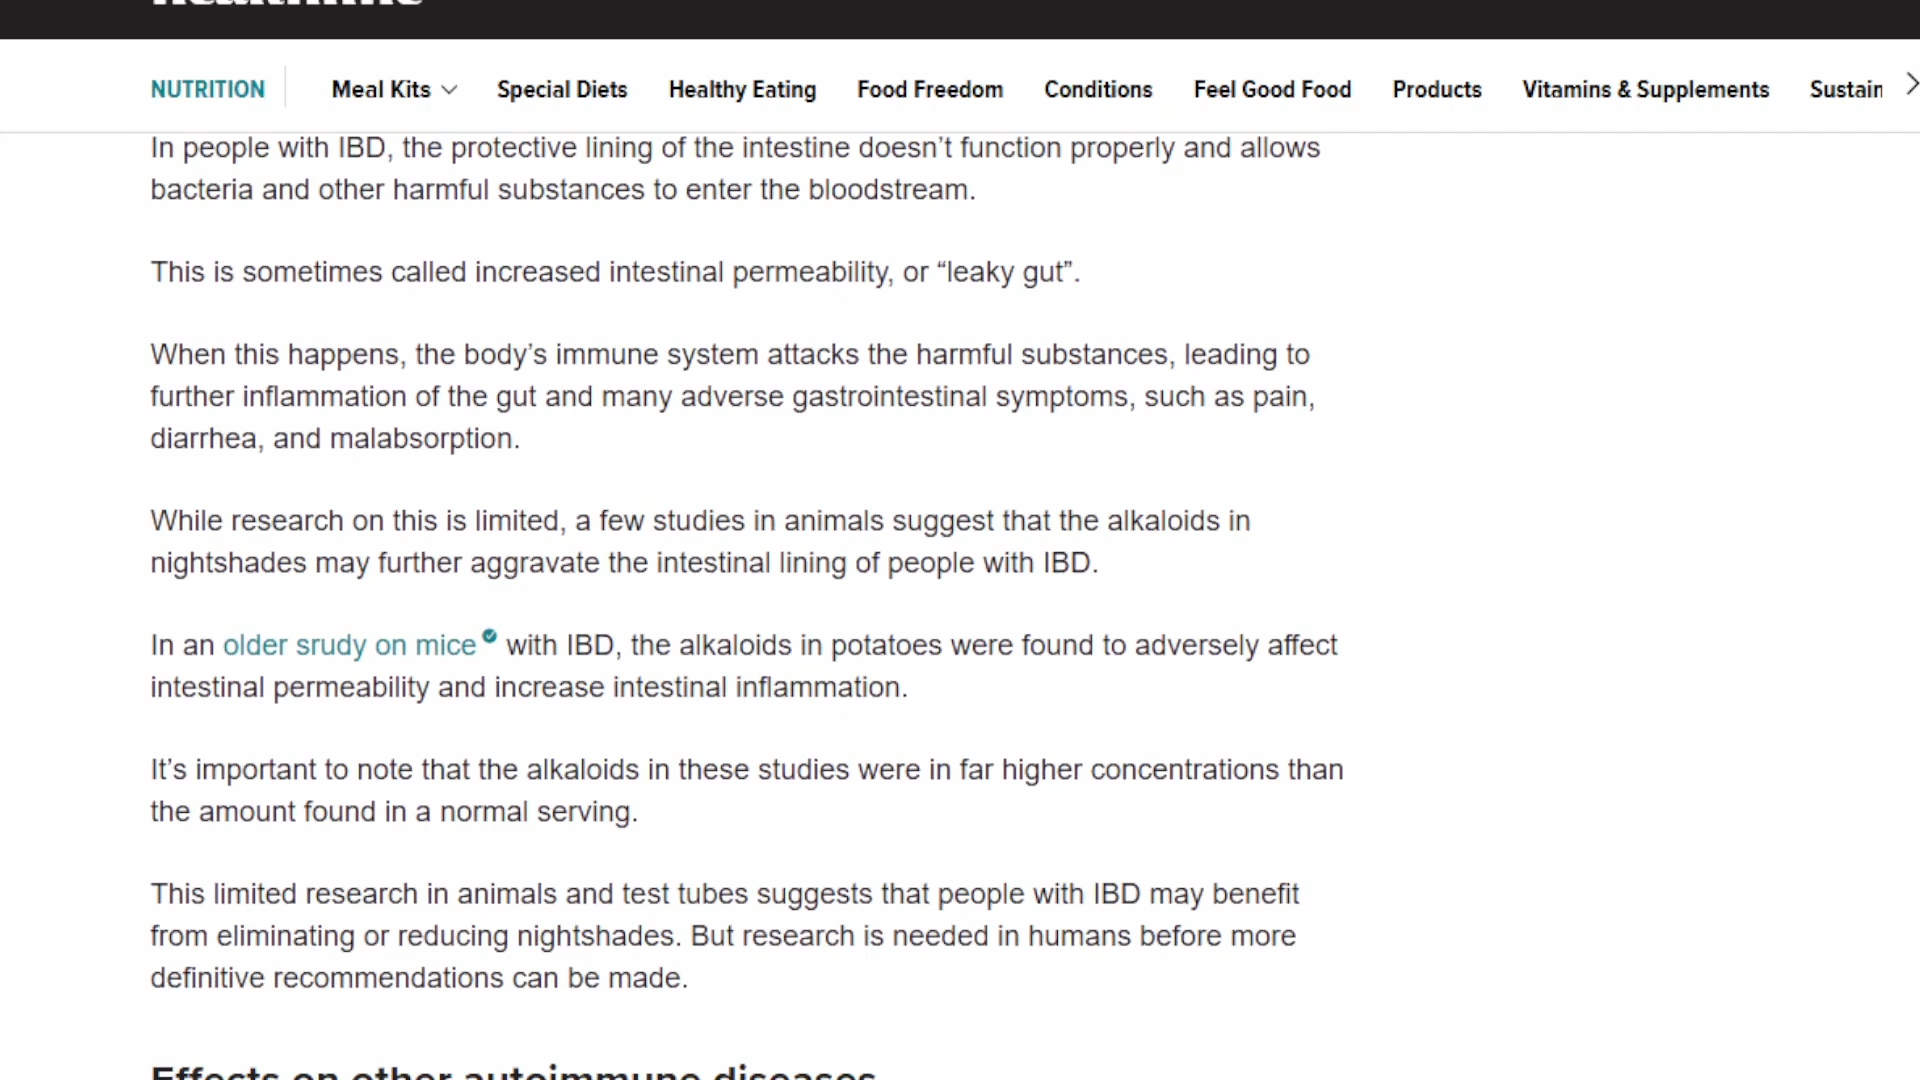 healthline
NUTRITION Meal Kits Special Diets Healthy Eating Food Freedom Conditions Feel Good Food Products Vitamins & Supplements Sustain
In people with IBD, the protective lining of the intestine doesn’t function properly and allows
bacteria and other harmful substances to enter the bloodstream.
This is sometimes called increased intestinal permeability, or “leaky gut”.
When this happens, the body’s immune system attacks the harmful substances, leading to
further inflammation of the gut and many adverse gastrointestinal symptoms, such as pain,
diarrhea, and malabsorption.
While research on this is limited, a few studies in animals suggest that the alkaloids in
nightshades may further aggravate the intestinal lining of people with IBD.
In an older srudy on mice with IBD, the alkaloids in potatoes were found to adversely affect
intestinal permeability and increase intestinal inflammation.
It’s important to note that the alkaloids in these studies were in far higher concentrations than
the amount found in a normal serving.
This limited research in animals and test tubes suggests that people with IBD may benefit
from eliminating or reducing nightshades. But research is needed in humans before more
definitive recommendations can be made.
Effects on other autoimmune diseases